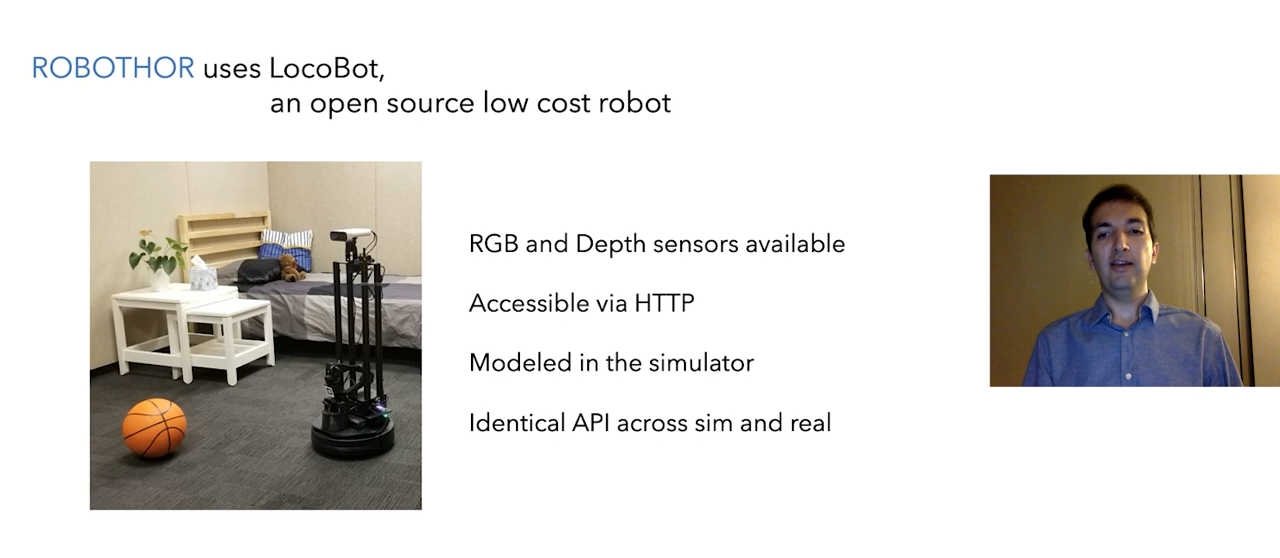 ROBOTHOR uses LocoBot,
an open source low cost robot
RGB and Depth sensors available
Accessible via HTTP
Modeled in the simulator
Identical API across sim and real